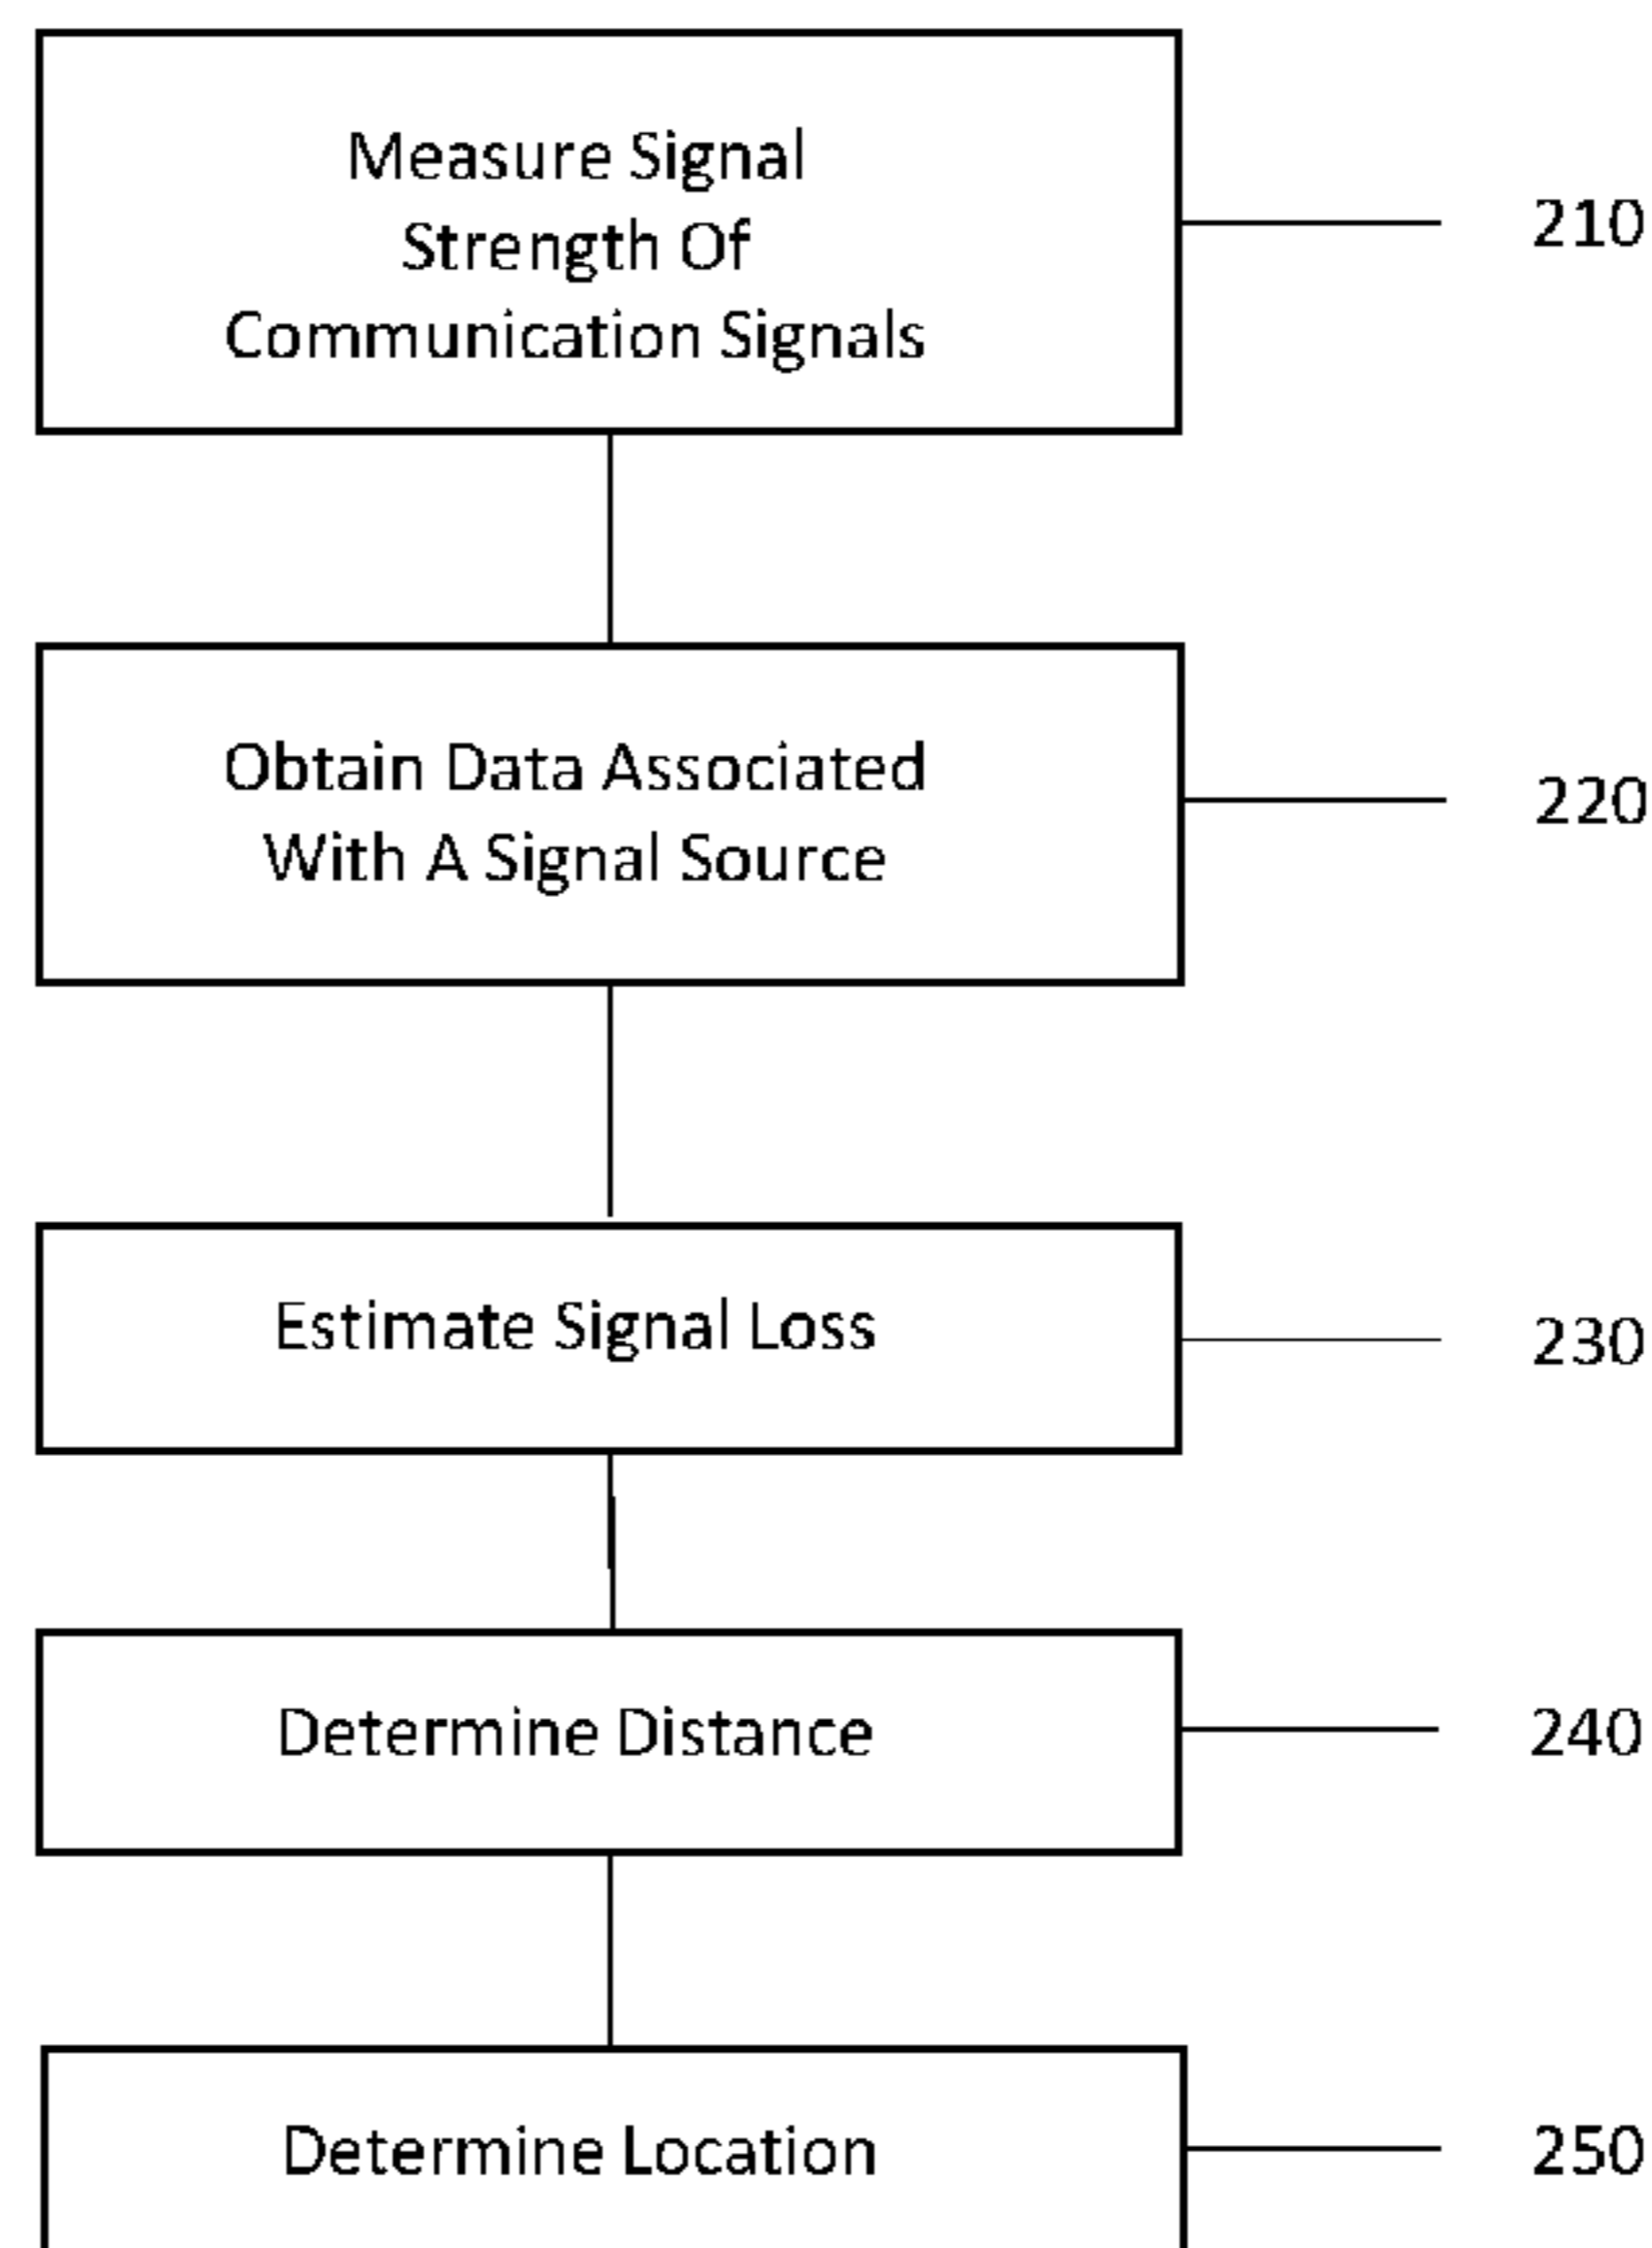 Measure Signal
Strength Of
Communication Signals
210
Obtain Data Associated
With A Signal Source
220
Estimate Signal Loss
230
Determine Distance
240
Determine Location
250